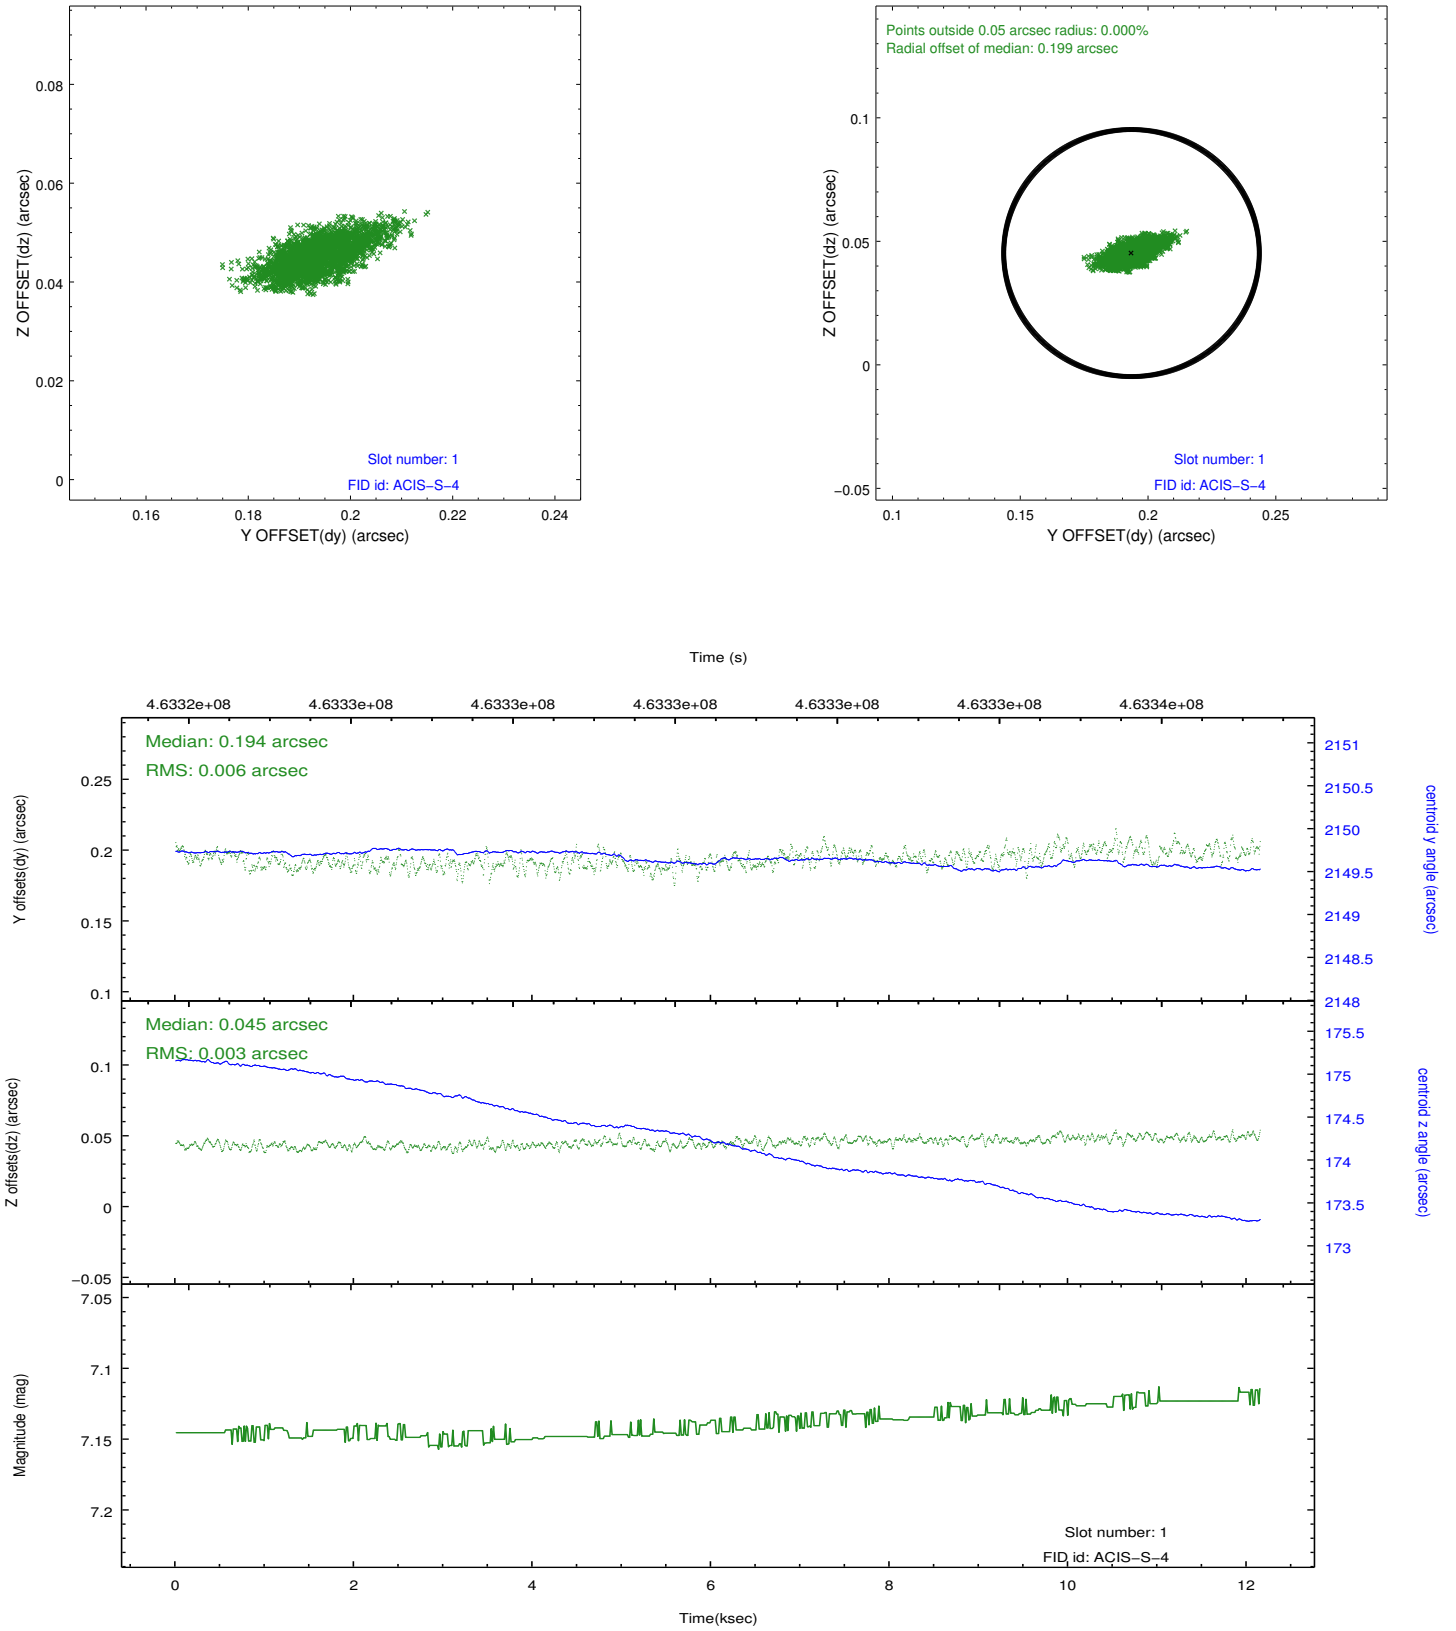 0.08
0.06
0.04
0.02
0
Z OFFSET(dz) (arcsec)
Slot number: 1
FID id: ACIS−S−4
0.16 0.18 0.2 0.22 0.24
Y OFFSET(dy) (arcsec)
Points outside 0.05 arcsec radius: 0.000%
Radial offset of median: 0.199 arcsec
0.1
0.05
0
−0.05
Z OFFSET(dz) (arcsec)
Slot number: 1
FID id: ACIS−S−4
0.1 0.15 0.2 0.25
Y OFFSET(dy) (arcsec)
Time (s)
4.6332e+08 4.6333e+08 4.6333e+08 4.6333e+08 4.6333e+08 4.6333e+08 4.6334e+08
Median: 0.194 arcsec
RMS: 0.006 arcsec
0.25
0.2
0.15
0.1
Y offsets(dy) (arcsec)
2151
2150.5
2150
2149.5
2149
2148.5
2148
centroid y angle (arcsec)
Median: 0.045 arcsec
RMS: 0.003 arcsec
0.1
0.05
0
−0.05
Z offsets(dz) (arcsec)
175.5
175
174.5
174
173.5
173
centroid z angle (arcsec)
7.05
7.1
7.15
7.2
Magnitude (mag)
Slot number: 1
FID id: ACIS−S−4
0 2 4 6 8 10 12
Time(ksec)